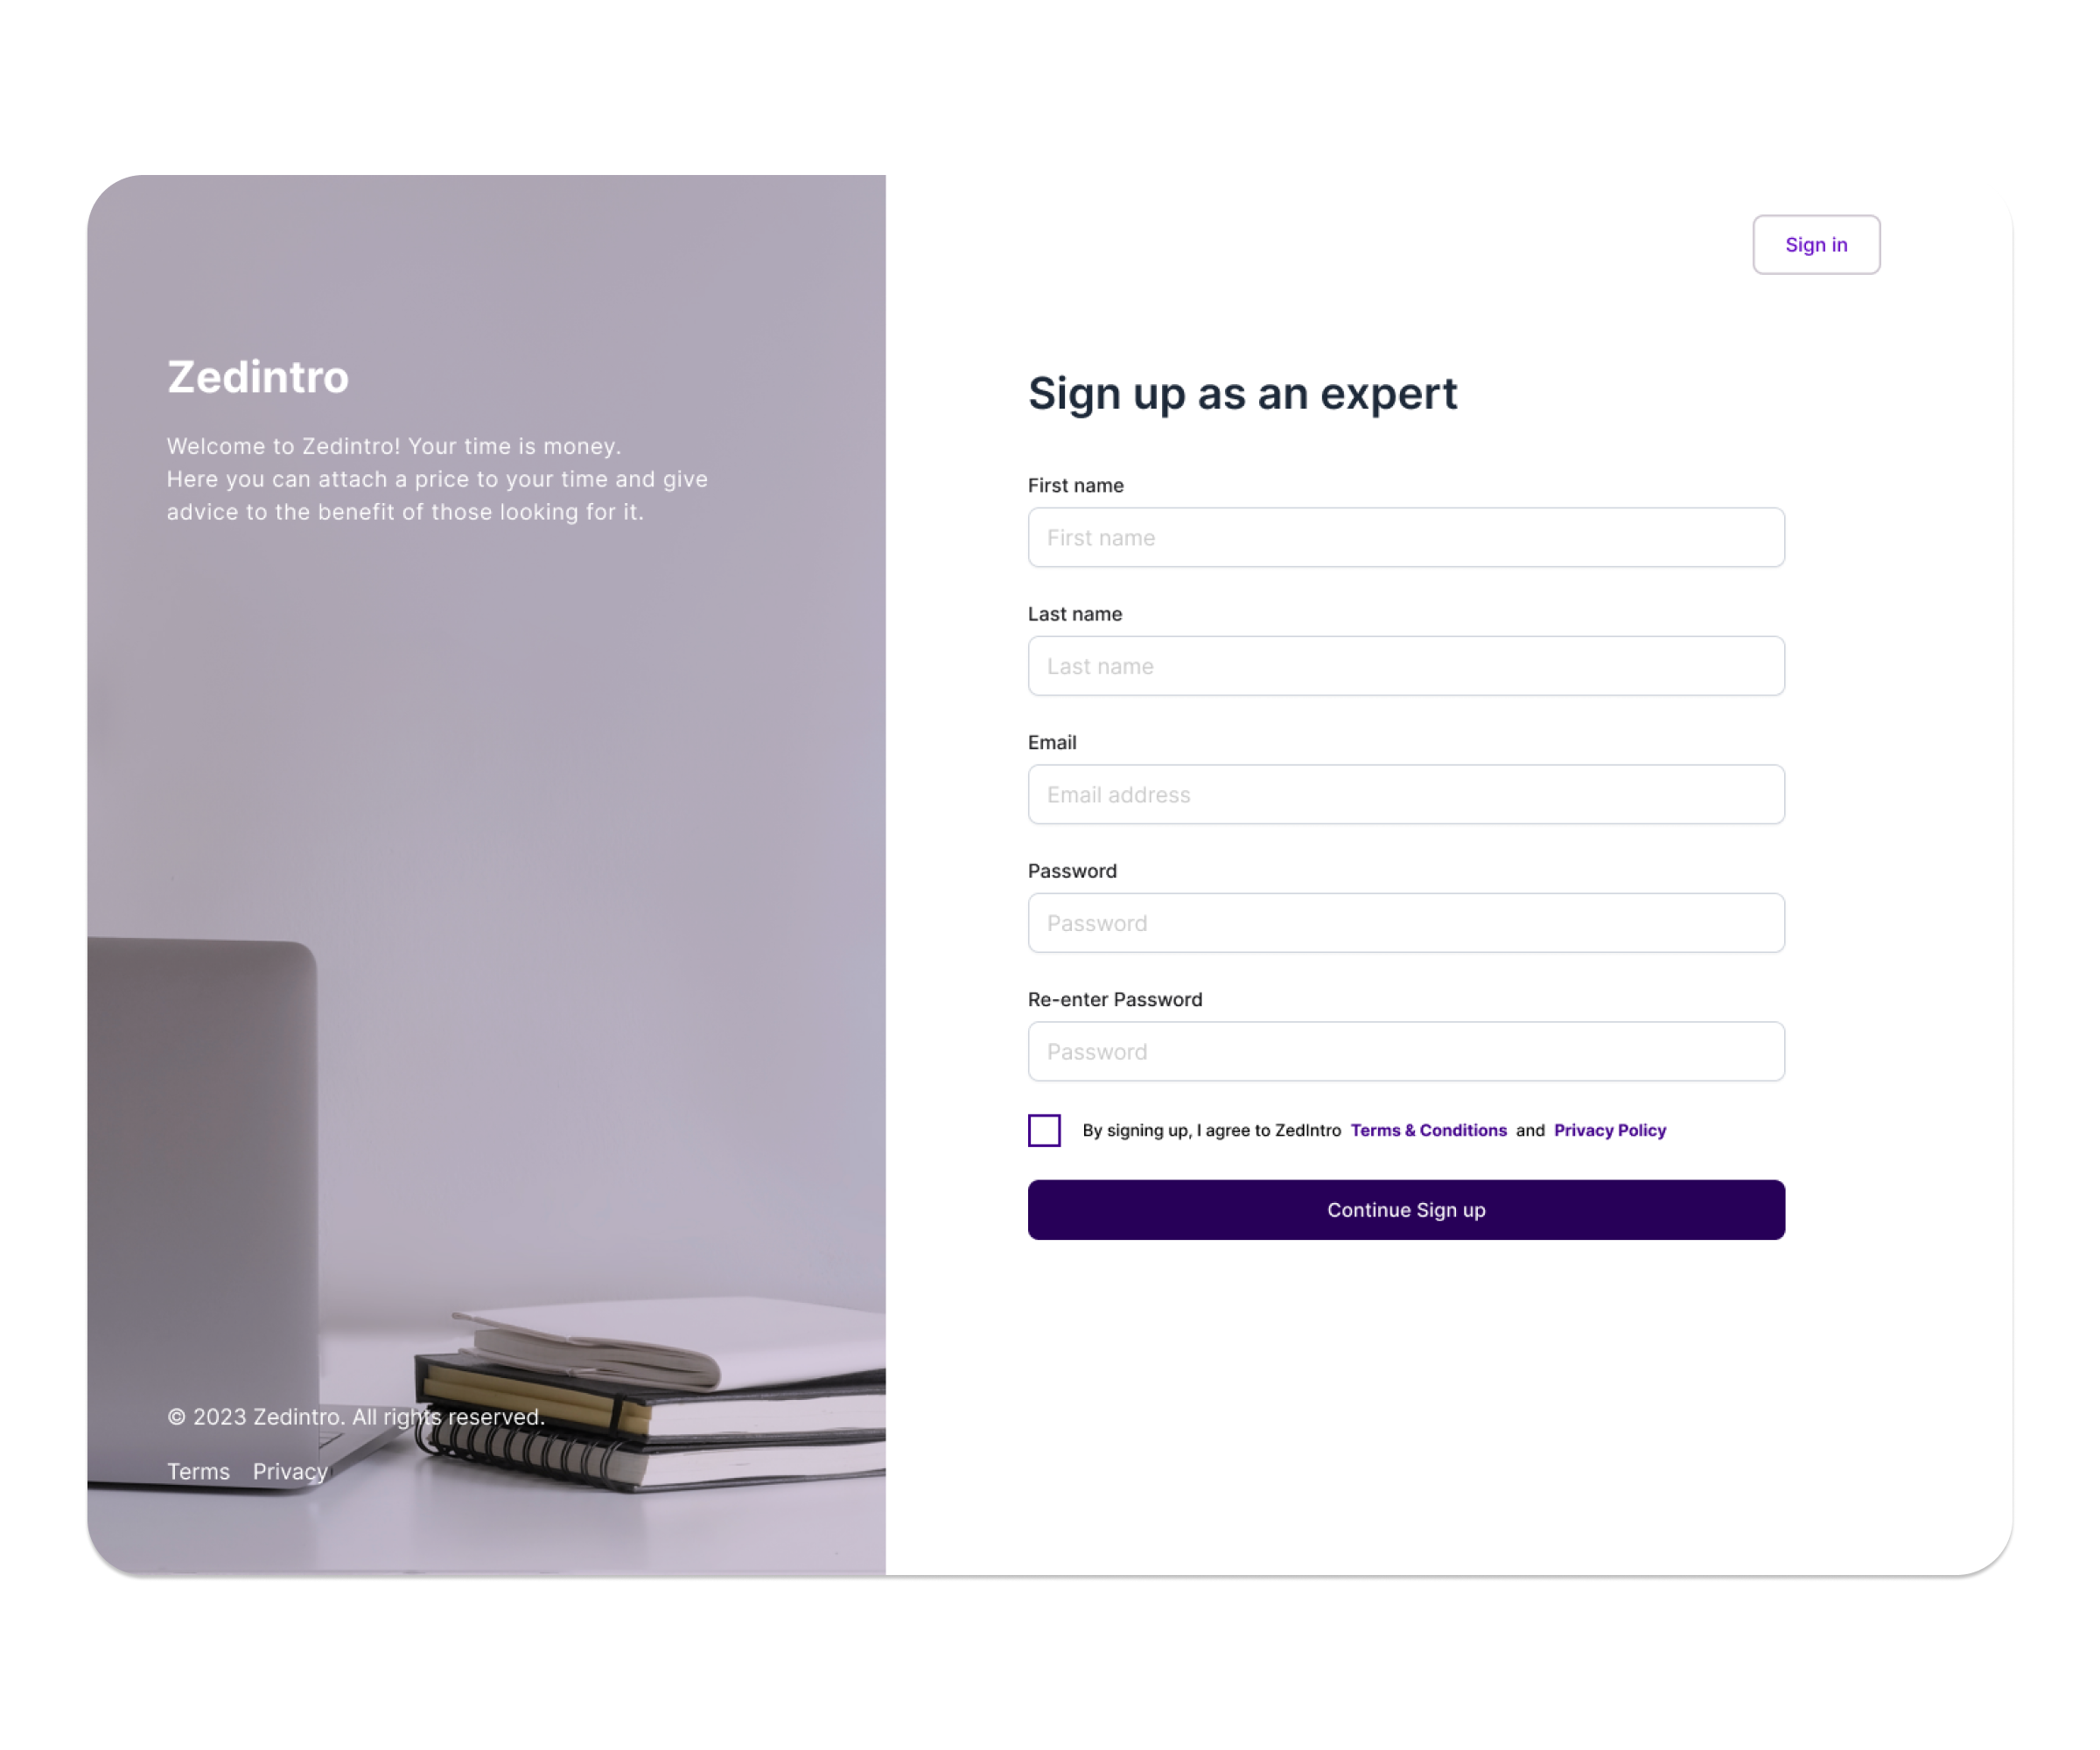 Zedintro
Welcome to Zedintro! Your time is money.
Here you can attach a price to your time and give
advice to the benefit of those looking for it.
© 2023 Zedintro. All rights reserved.
Terms Privacy
Sign in
Sign up as an expert
First name
First name
Last name
Last name
Email
Email address
Password
Password
Re-enter Password
Password
By signing up, I agree to ZedIntro Terms & Conditions and Privacy Policy
Continue Sign up